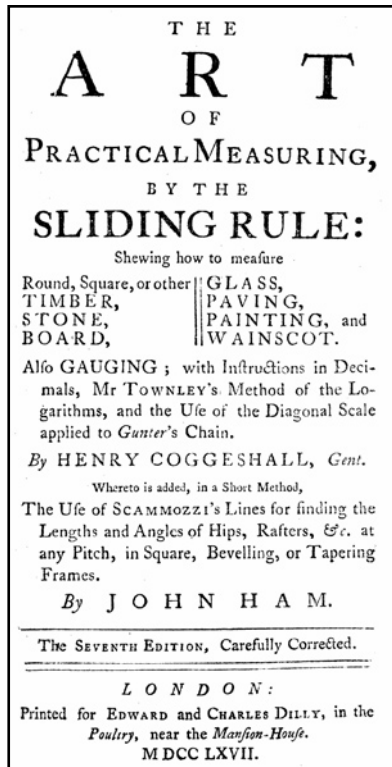 THE
ART
OF
PRACTICAL MEASURING,
BY THE
SLIDING RULE:
Shewing how to meaſure
Round, Square, or other || GLASS,
TIMBER, || PAVING,
STONE, || PAINTING, and
BOARD, || WAINSCOT.
Alſo GAUGING; with Inſtructions in Deci-
mals, Mr TOWNLEY's Method of the Lo-
garithms, and the Uſe of the Diagonal Scale
applied to Gunter's Chain.
By HENRY COGGESHALL, Gent.
Whereto is added, in a Short Method,
The Uſe of SCAMMOZZI's Lines for finding the
Lengths and Angles of Hips, Rafters, &c. at
any Pitch, in Square, Bevelling, or Tapering
Frames.
By JOHN HAM.
The SEVENTH EDITION, Carefully Corrected.
LONDON:
Printed for EDWARD and CHARLES DILLY, in the
Poultry, near the Manſion-Houſe.
MDCC LXVII.